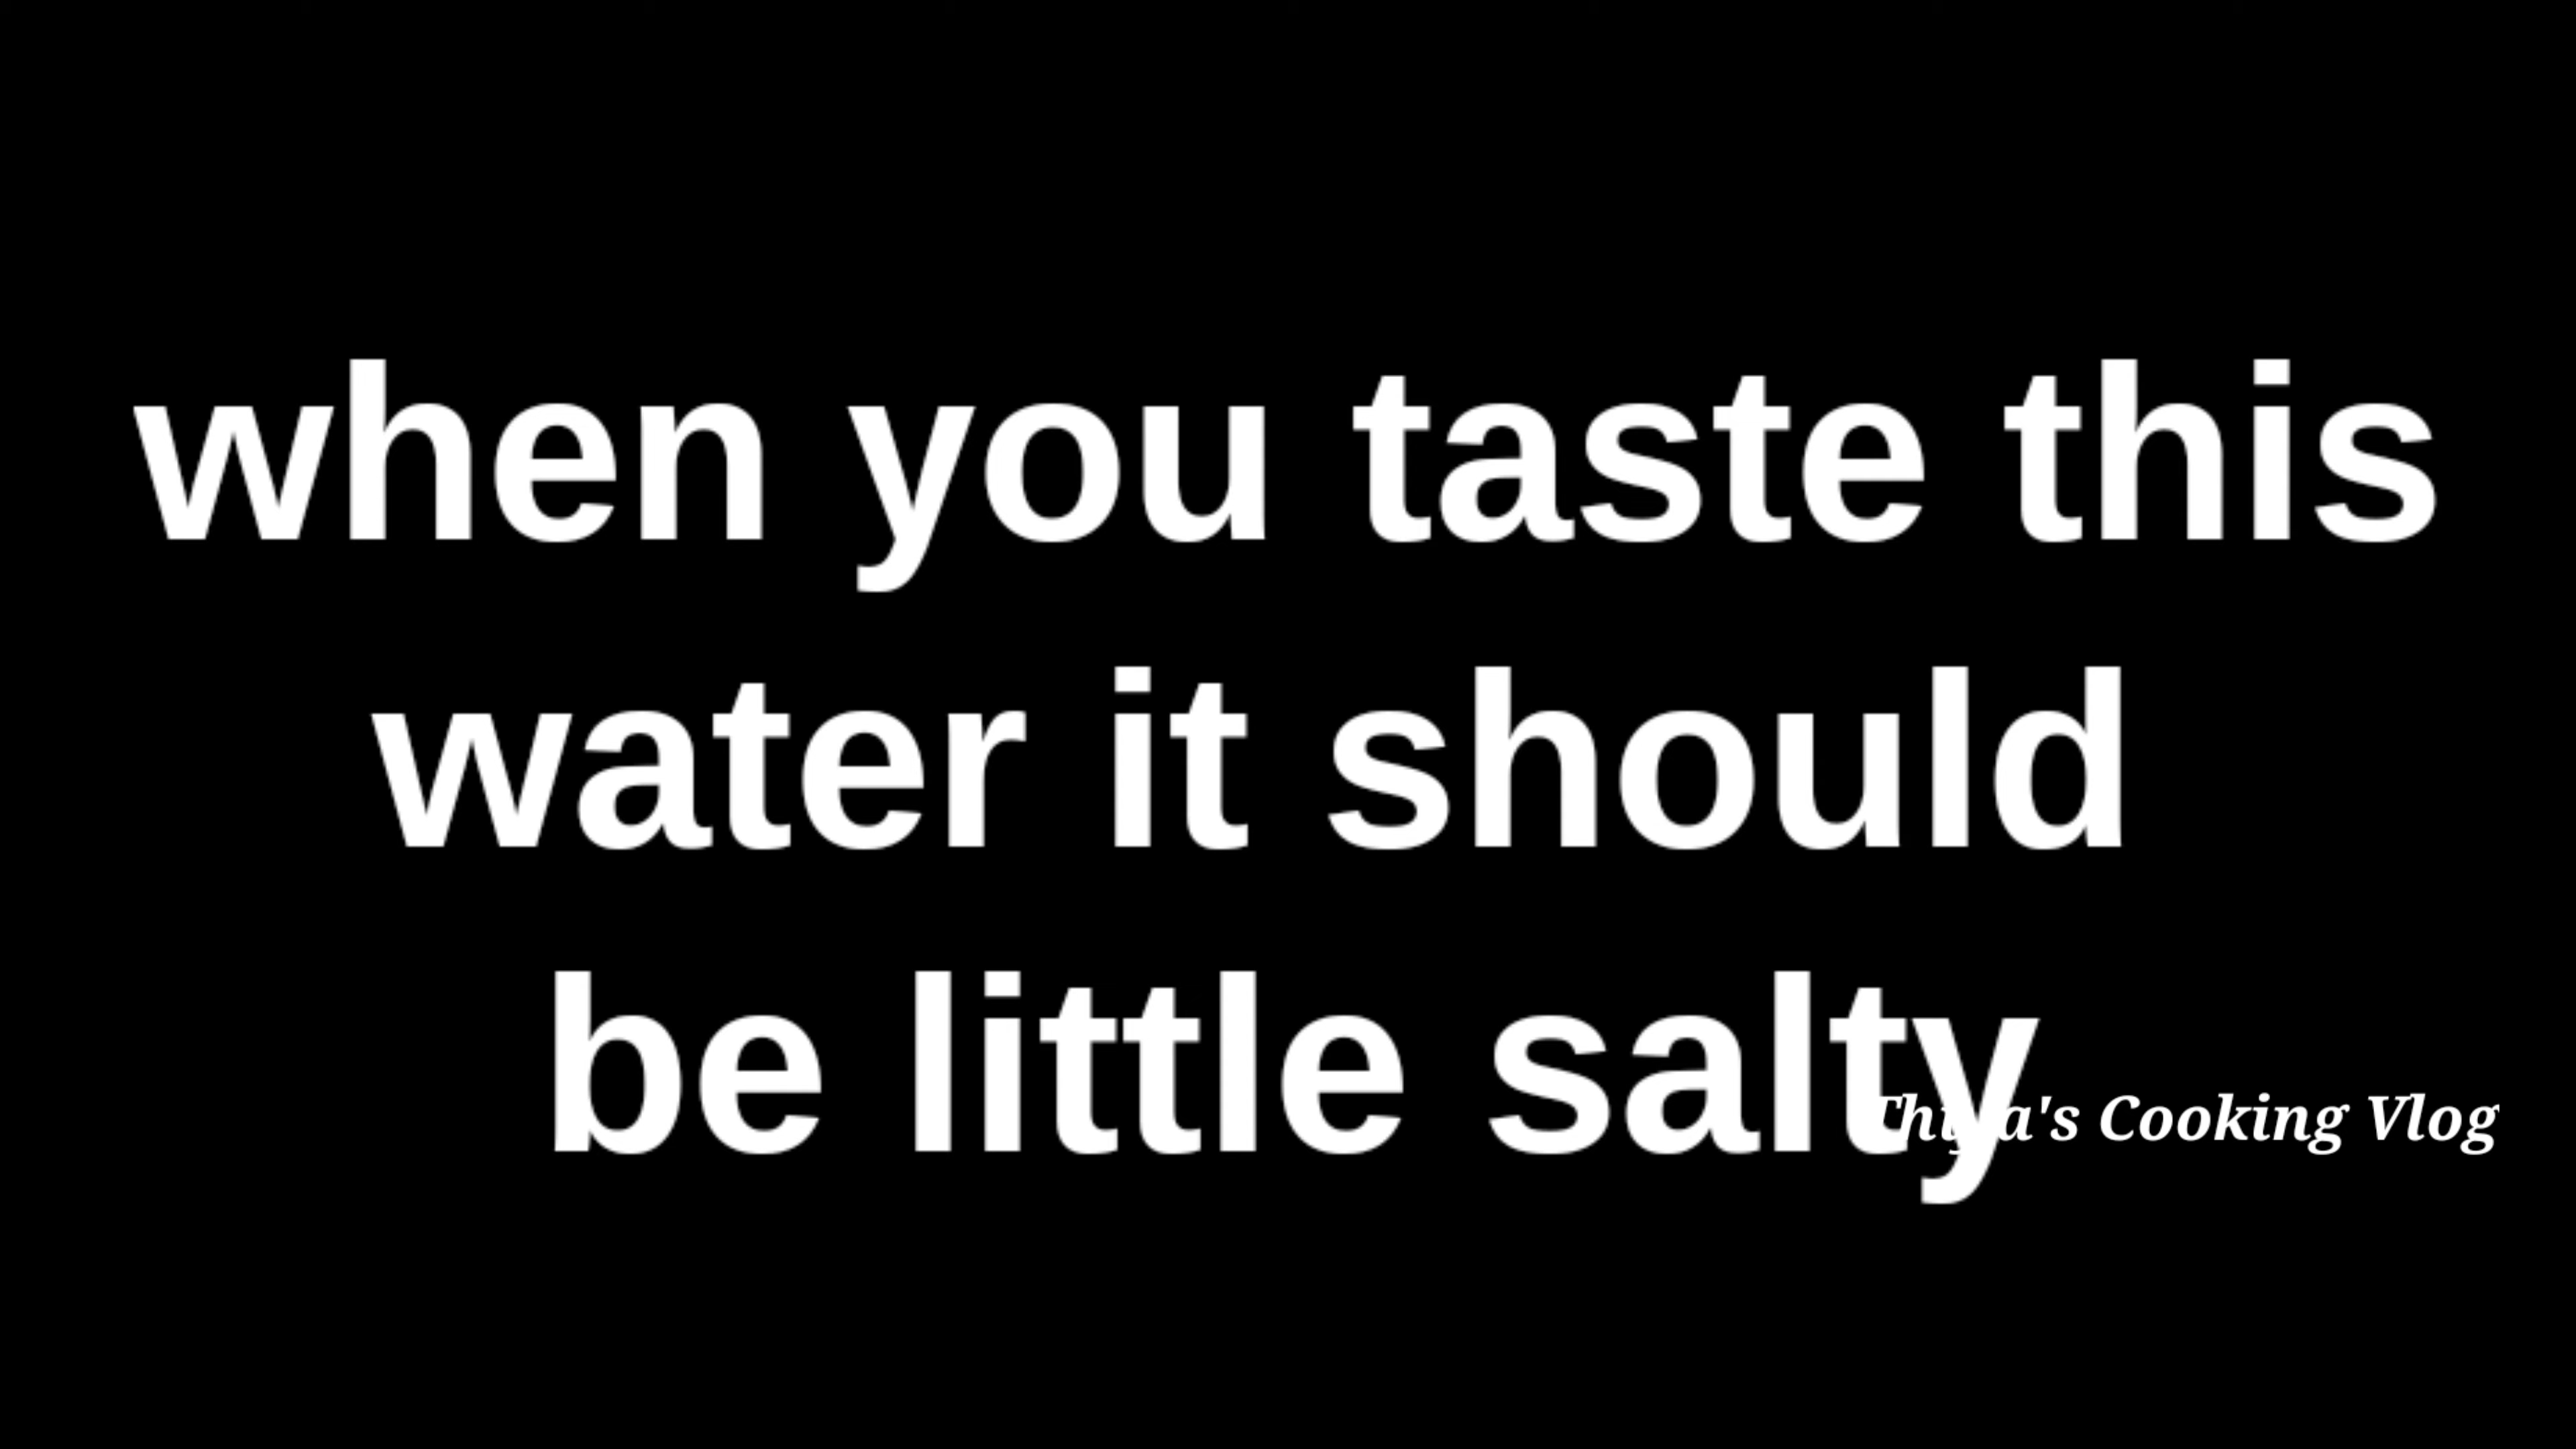 when you taste this
water it should
be little salty
Cooking Vlog